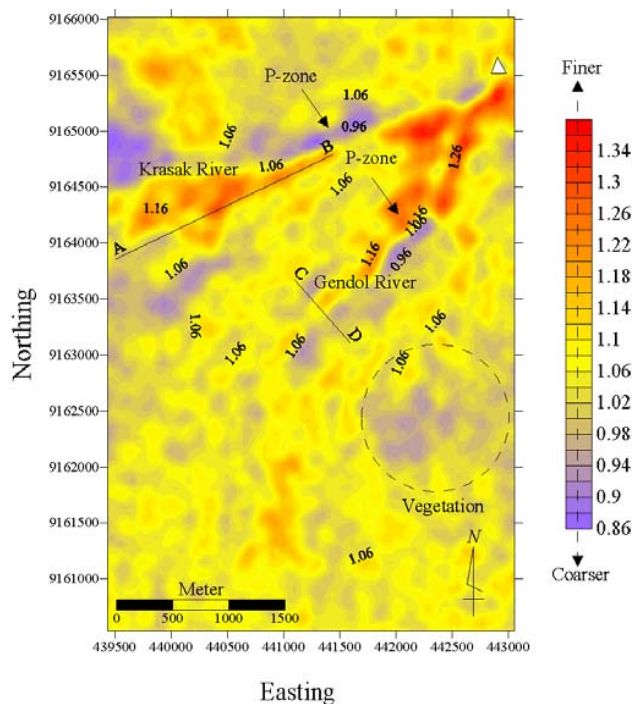 9166000
9165500
9165000
9164500
9164000
9163500
9163000
9162500
9162000
9161500
9161000
Northing
P-zone
1.06
0.96
1.06
B
P-zone
Krasak River
1.06
1.26
1.06
1.16
1.16
1.06
A
1.06
1.16
0.96
C
Gendol River
D
1.06
1.06
1.06
1.06
1.06
Vegetation
1.06
N
Meter
0 500 1000 1500
439500 440000 440500 441000 441500 442000 442500 443000
Easting
Finer
1.34
1.3
1.26
1.22
1.18
1.14
1.1
1.06
1.02
0.98
0.94
0.9
0.86
Coarser